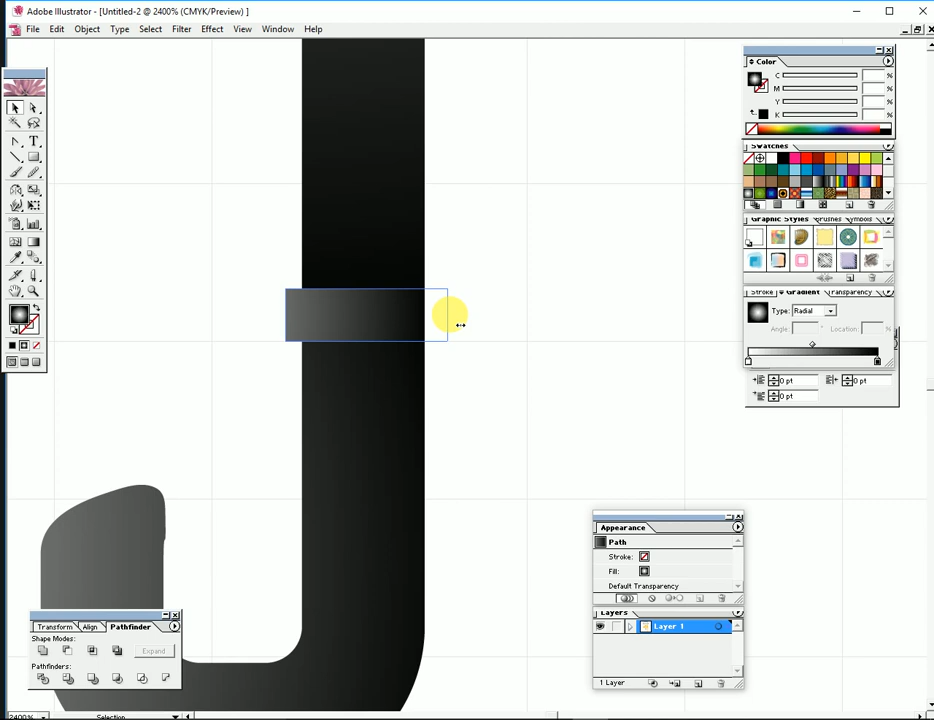 Adobe Illustrator - [Untitled-2 @ 2400% (CMYK/Preview) ]
File Edit Object Type Select Filter Effect View Window Help
Color
C %
M %
Y %
K %
Swatches
Graphic Styles Brushes Symbols
Stroke Gradient Transparency
Type: Radial
Angle: ° Location: %
0 pt 0 pt
0 pt
Appearance
Path
Stroke:
Fill:
Default Transparency
Layers
Layer 1
1 Layer
Transform Align Pathfinder
Shape Modes:
Expand
Pathfinders:
2400% Selection